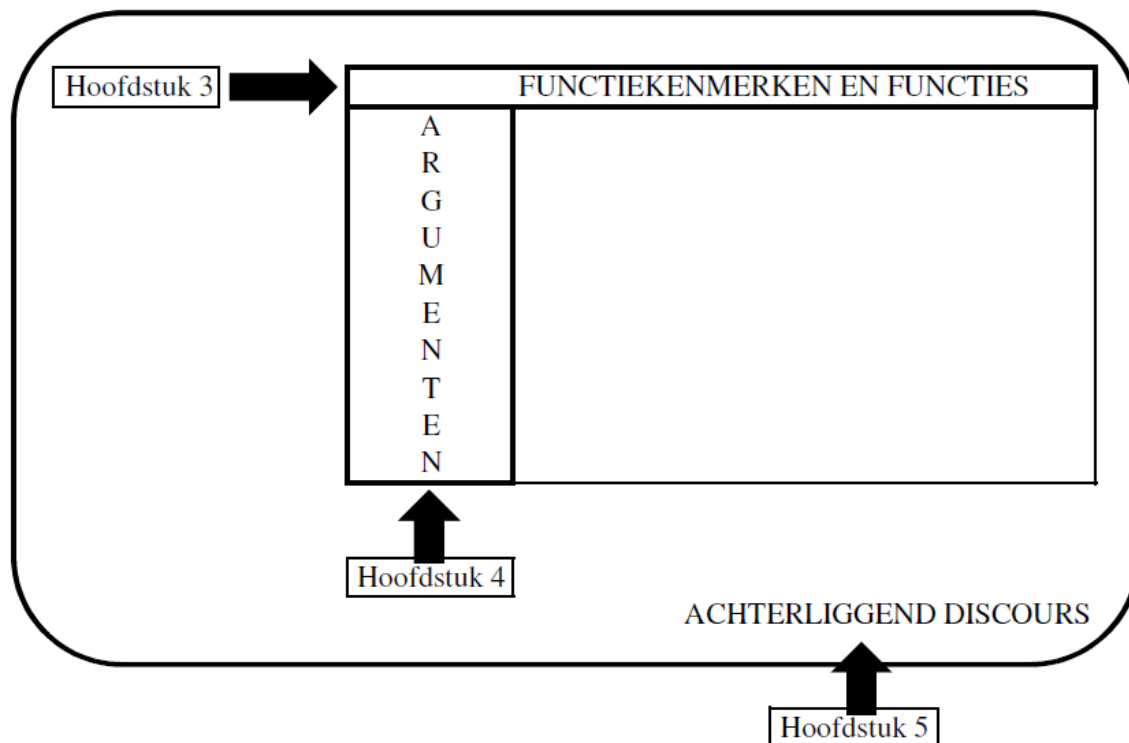 Hoofdstuk 3
FUNCTIEKENMERKEN EN FUNCTIES
A
R
G
U
M
E
N
T
E
N
Hoofdstuk 4
ACHTERLIGGEND DISCOURS
Hoofdstuk 5